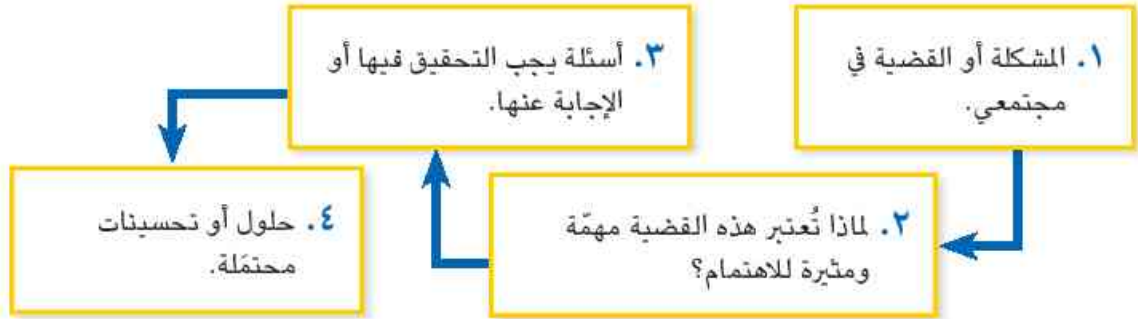 ١. المشكلة أو القضية في
مجتمعي.
٢. لماذا تُعتبر هذه القضية مهمّة
ومثيرة للاهتمام؟
٣. أسئلة يجب التحقيق فيها أو
الإجابة عنها.
٤. حلول أو تحسينات
محتمَلة.